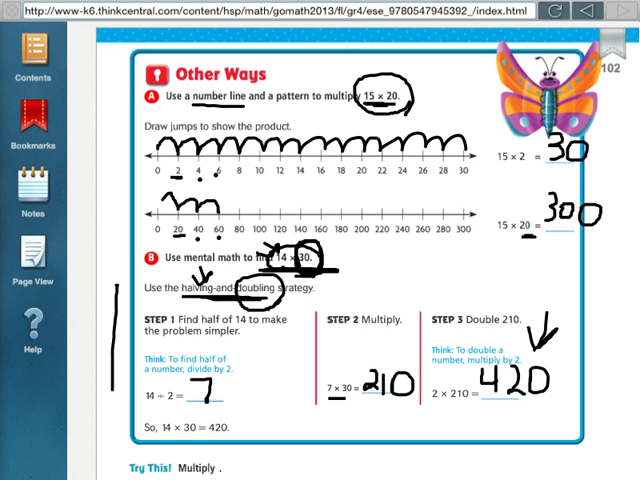 http://www-k6.thinkcentral.com/content/hsp/math/gomath2013/fl/gr4/ese_9780547945392_/index.html
Contents
Bookmarks
Notes
Page View
Help
102
Other Ways
A Use a number line and a pattern to multiply 15 × 20.
Draw jumps to show the product.
0 2 4 6 8 10 12 14 16 18 20 22 24 26 28 30
15 × 2 = 30
0 20 40 60 80 100 120 140 160 180 200 220 240 260 280 300
15 × 20 = 300
B Use mental math to find 14 × 30.
Use the halving-and-doubling strategy.
STEP 1 Find half of 14 to make
the problem simpler.
Think: To find half of
a number, divide by 2.
14 ÷ 2 = 7
STEP 2 Multiply.
7 × 30 = 210
STEP 3 Double 210.
Think: To double a
number, multiply by 2.
2 × 210 = 420
So, 14 × 30 = 420.
Try This! Multiply .